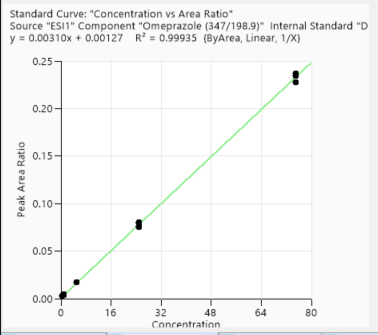 Standard Curve: "Concentration vs Area Ratio"
Source "ESI1" Component "Omeprazole (347/198.9)" Internal Standard "D
y = 0.00310x + 0.00127 R² = 0.99935 (ByArea, Linear, 1/X)
0.25
0.20
0.15
0.10
0.05
0.00
Peak Area Ratio
0 16 32 48 64 80
Concentration